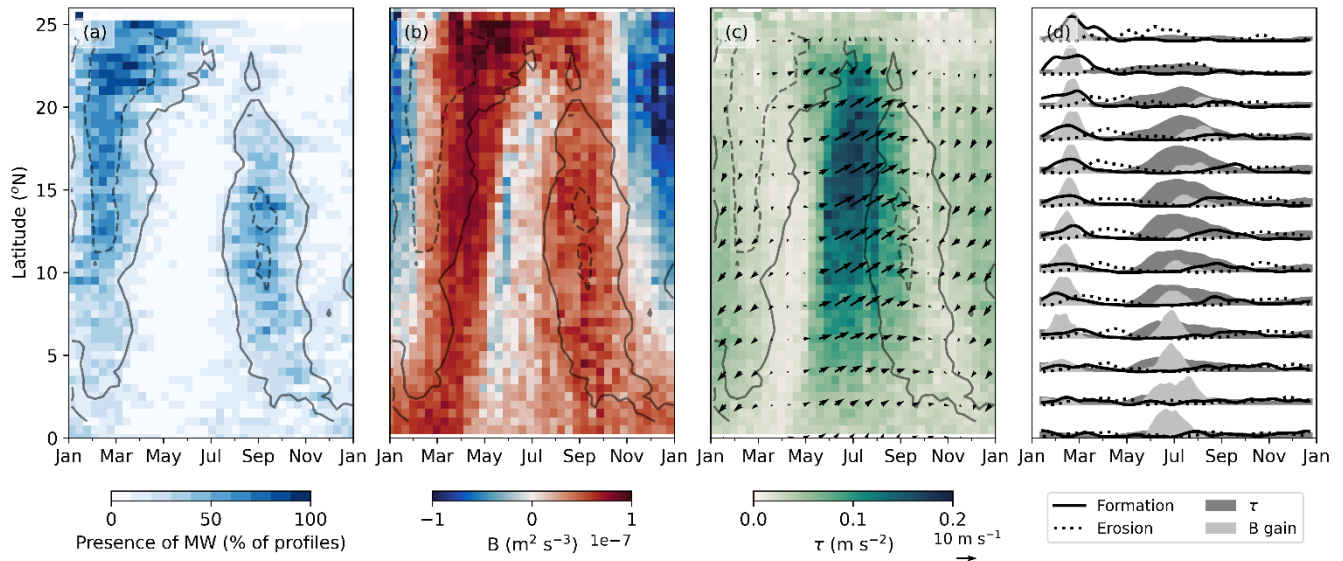 (a) (b) (c) (d)
25
20
15
10
5
0
Latitude (°N)
Jan Mar May Jul Sep Nov Jan Mar May Jul Sep Nov Jan Mar May Jul Sep Nov Jan Jan Mar May Jul Sep Nov Jan
0 50 100
Presence of MW (% of profiles)
−1 0 1
B (m² s⁻³) 1e-7
0.0 0.1 0.2
τ (m s⁻²) 10 m s⁻¹
Formation τ
Erosion B gain